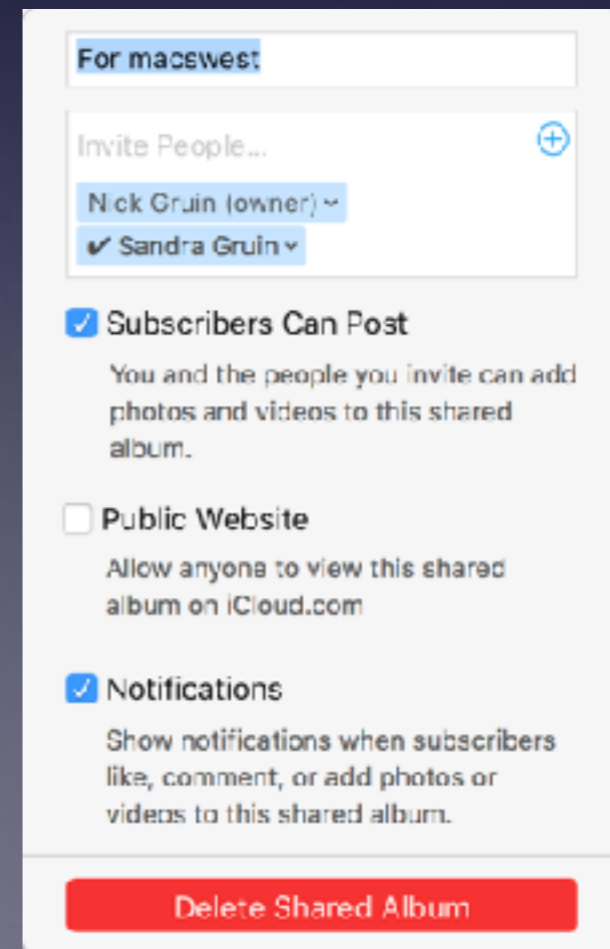 For macswest
Invite People...
Nick Gruin (owner)
✔ Sandra Gruin
Subscribers Can Post
You and the people you invite can add
photos and videos to this shared
album.
Public Website
Allow anyone to view this shared
album on iCloud.com
Notifications
Show notifications when subscribers
like, comment, or add photos or
videos to this shared album.
Delete Shared Album